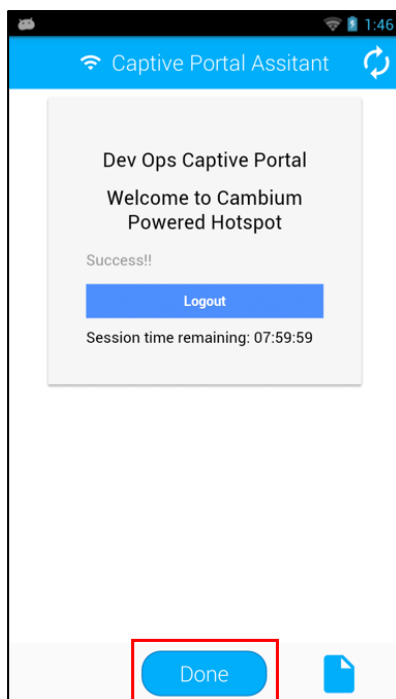 1:46
Captive Portal Assitant
Dev Ops Captive Portal
Welcome to Cambium
Powered Hotspot
Success!!
Logout
Session time remaining: 07:59:59
Done